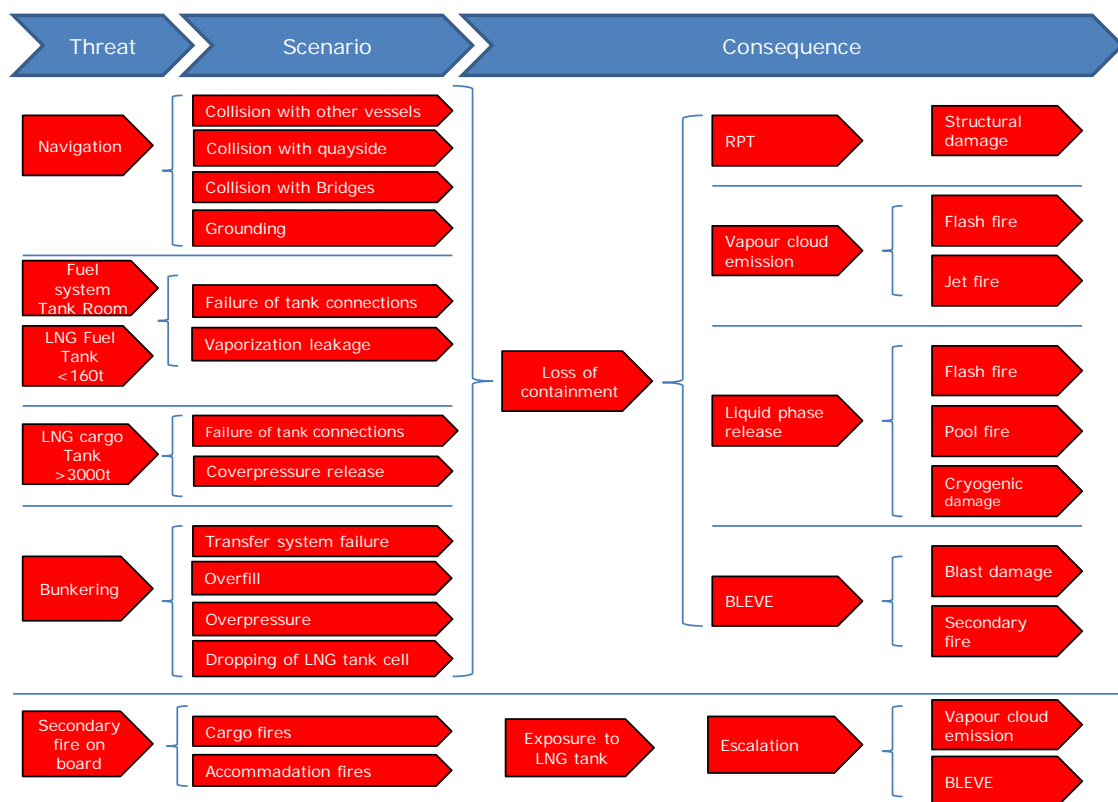 Threat
Scenario
Consequence
Navigation
Collision with other vessels
Collision with quayside
Collision with Bridges
Grounding
Fuel
system
Tank Room
LNG Fuel
Tank
<160t
Failure of tank connections
Vaporization leakage
LNG cargo
Tank
>3000t
Failure of tank connections
Coverpressure release
Bunkering
Transfer system failure
Overfill
Overpressure
Dropping of LNG tank cell
Loss of
containment
RPT
Structural
damage
Vapour cloud
emission
Flash fire
Jet fire
Liquid phase
release
Flash fire
Pool fire
Cryogenic
damage
BLEVE
Blast damage
Secondary
fire
Secondary
fire on
board
Cargo fires
Accommadation fires
Exposure to
LNG tank
Escalation
Vapour cloud
emission
BLEVE